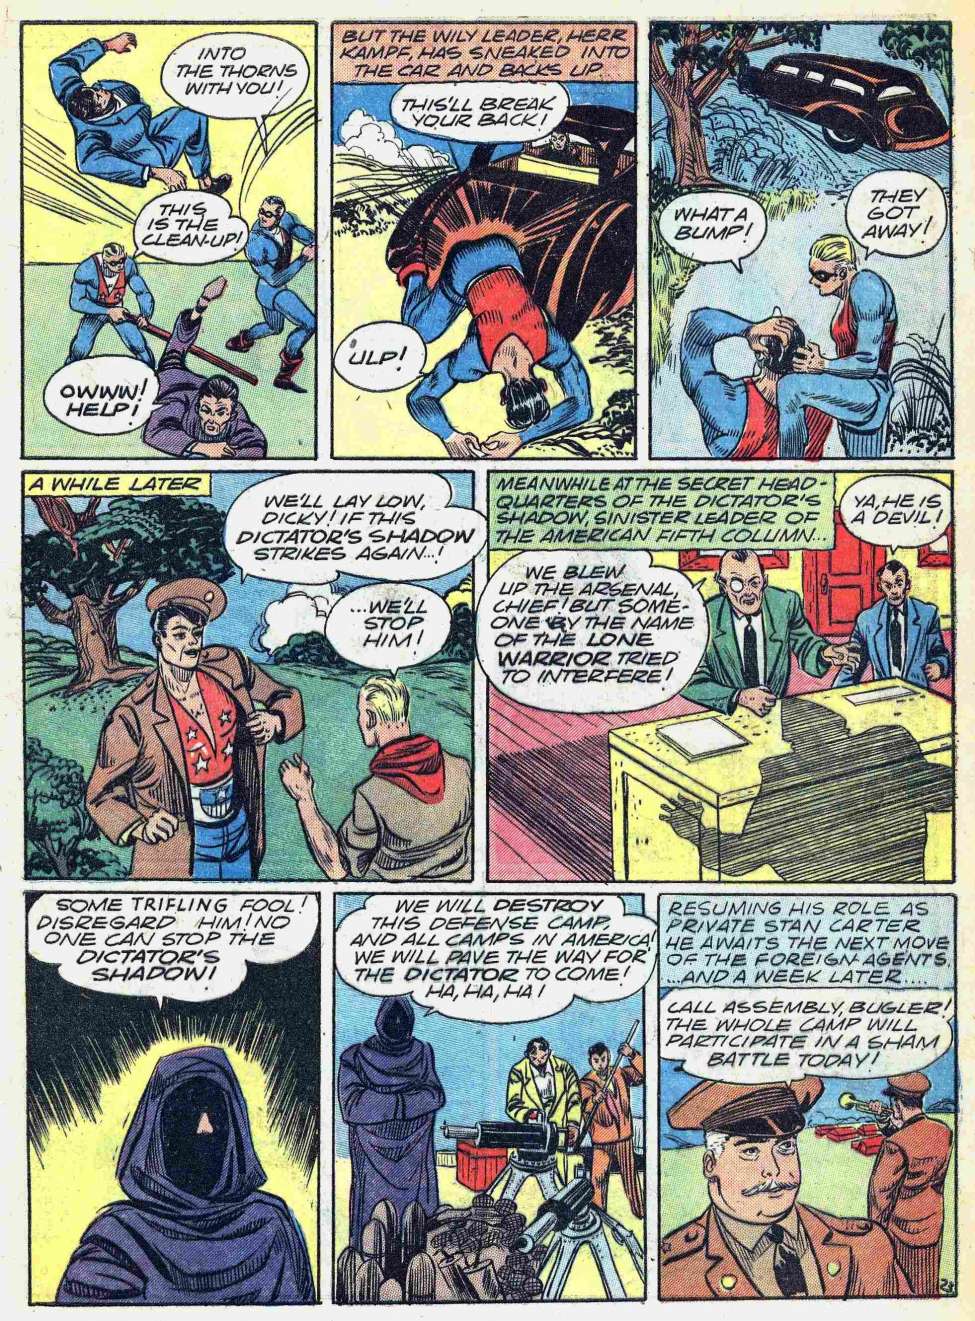 INTO
THE THORNS
WITH YOU!
THIS
IS THE
CLEAN-UP!
OWWW!
HELP!
BUT THE WILY LEADER, HERR
KAMPF, HAS SNEAKED INTO
THE CAR AND BACKS UP
THIS'LL BREAK
YOUR BACK!
ULP!
WHAT A
BUMP!
THEY
GOT
AWAY!
A WHILE LATER
WE'LL LAY LOW,
DICKY! IF THIS
DICTATOR'S SHADOW
STRIKES AGAIN...!
...WE'LL
STOP
HIM!
MEANWHILE AT THE SECRET HEAD-
QUARTERS OF THE DICTATOR'S
SHADOW, SINISTER LEADER OF
THE AMERICAN FIFTH COLUMN...
WE BLEW
UP THE ARSENAL,
CHIEF! BUT SOME-
ONE BY THE NAME
OF THE LONE
WARRIOR TRIED
TO INTERFERE!
YA, HE IS
A DEVIL!
SOME TRIFLING FOOL!
DISREGARD HIM! NO
ONE CAN STOP THE
DICTATOR'S
SHADOW!
WE WILL DESTROY
THIS DEFENSE CAMP,
AND ALL CAMPS IN AMERICA!
WE WILL PAVE THE WAY FOR
THE DICTATOR TO COME!
HA, HA, HA!
RESUMING HIS ROLE AS
PRIVATE STAN CARTER
HE AWAITS THE NEXT MOVE
OF THE FOREIGN AGENTS.
...AND A WEEK LATER.....
CALL ASSEMBLY, BUGLER!
THE WHOLE CAMP WILL
PARTICIPATE IN A SHAM
BATTLE TODAY!